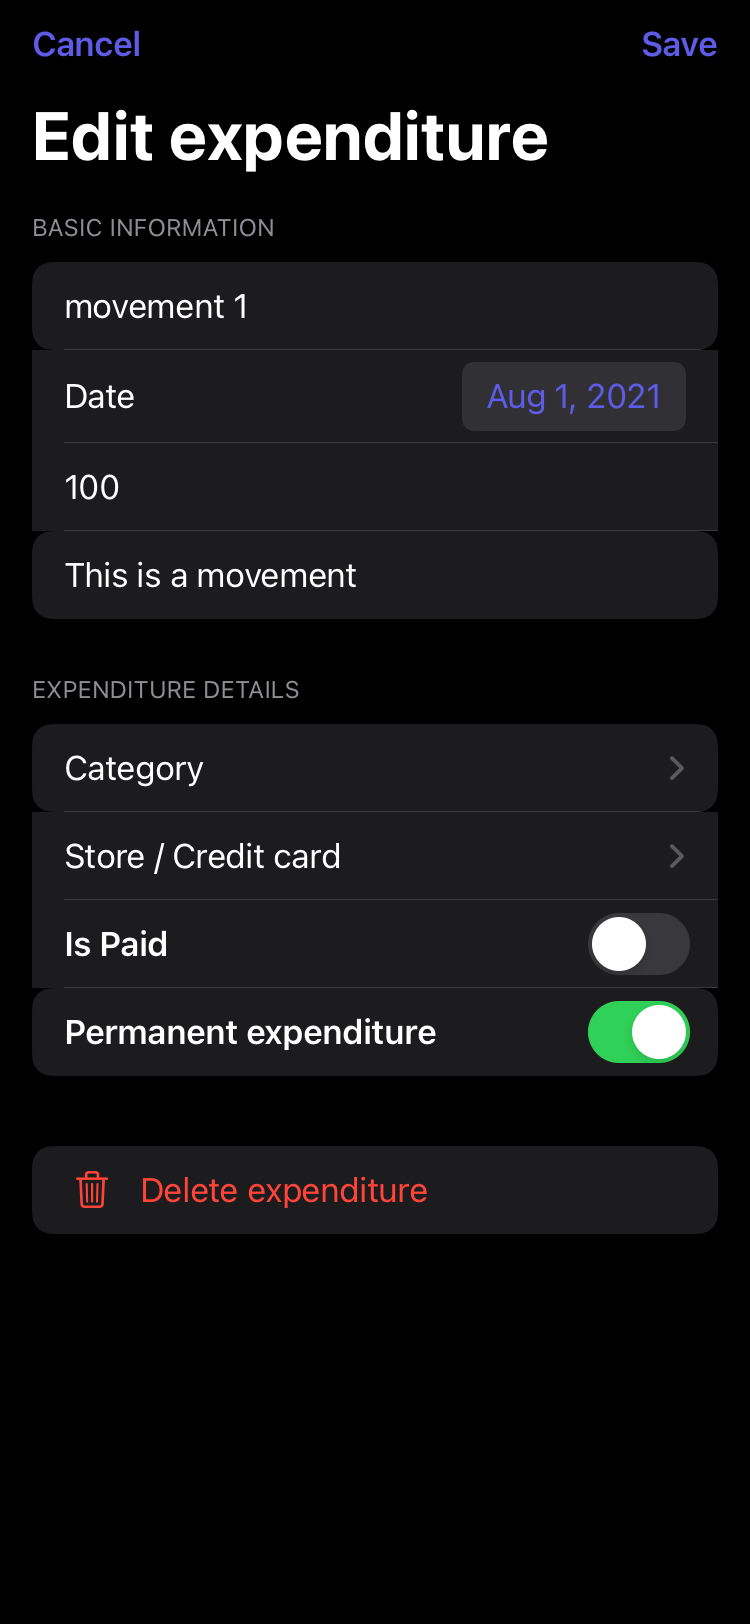 Cancel
Save
Edit expenditure
BASIC INFORMATION
movement 1
Date
Aug 1, 2021
100
This is a movement
EXPENDITURE DETAILS
Category
Store / Credit card
Is Paid
Permanent expenditure
Delete expenditure